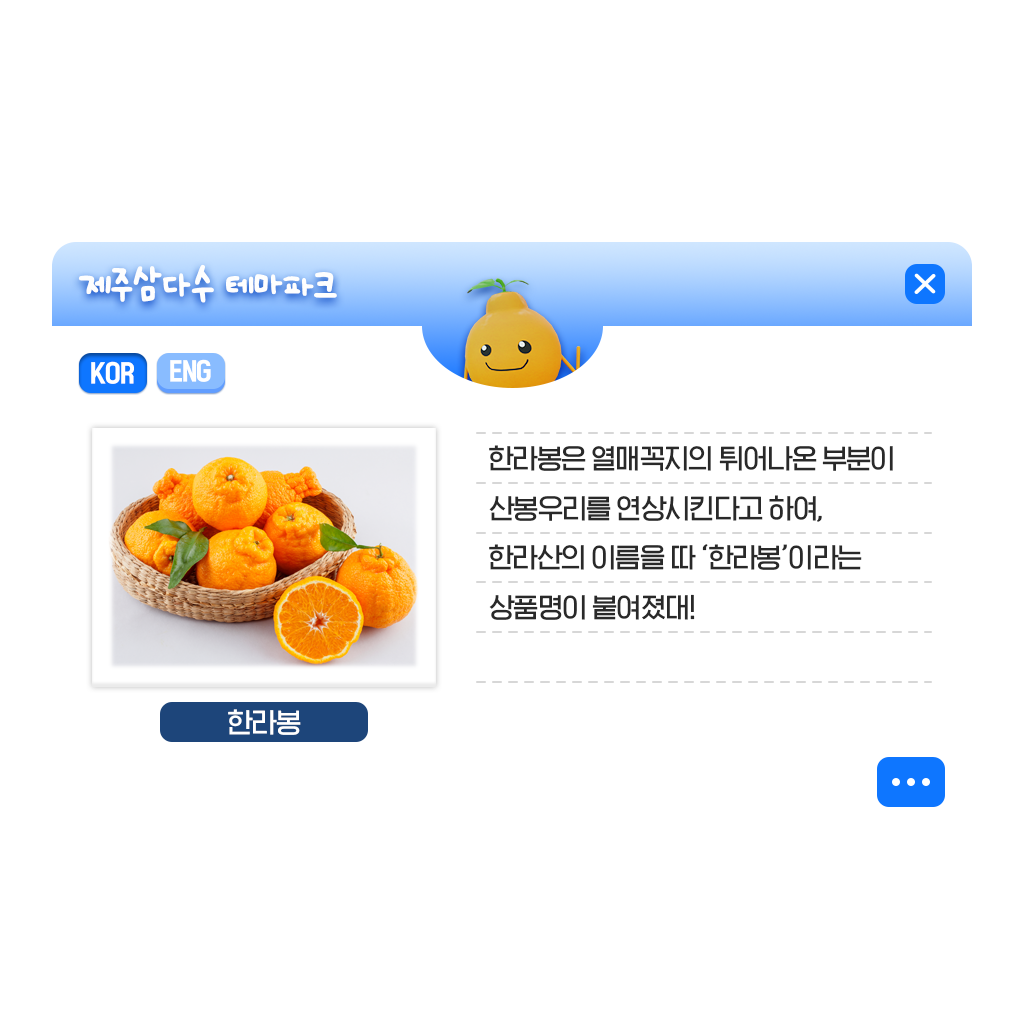 제주삼다수 테마파크
KOR ENG
한라봉은 열매꼭지의 튀어나온 부분이
산봉우리를 연상시킨다고 하여,
한라산의 이름을 따 ‘한라봉’이라는
상품명이 붙여졌대!
한라봉